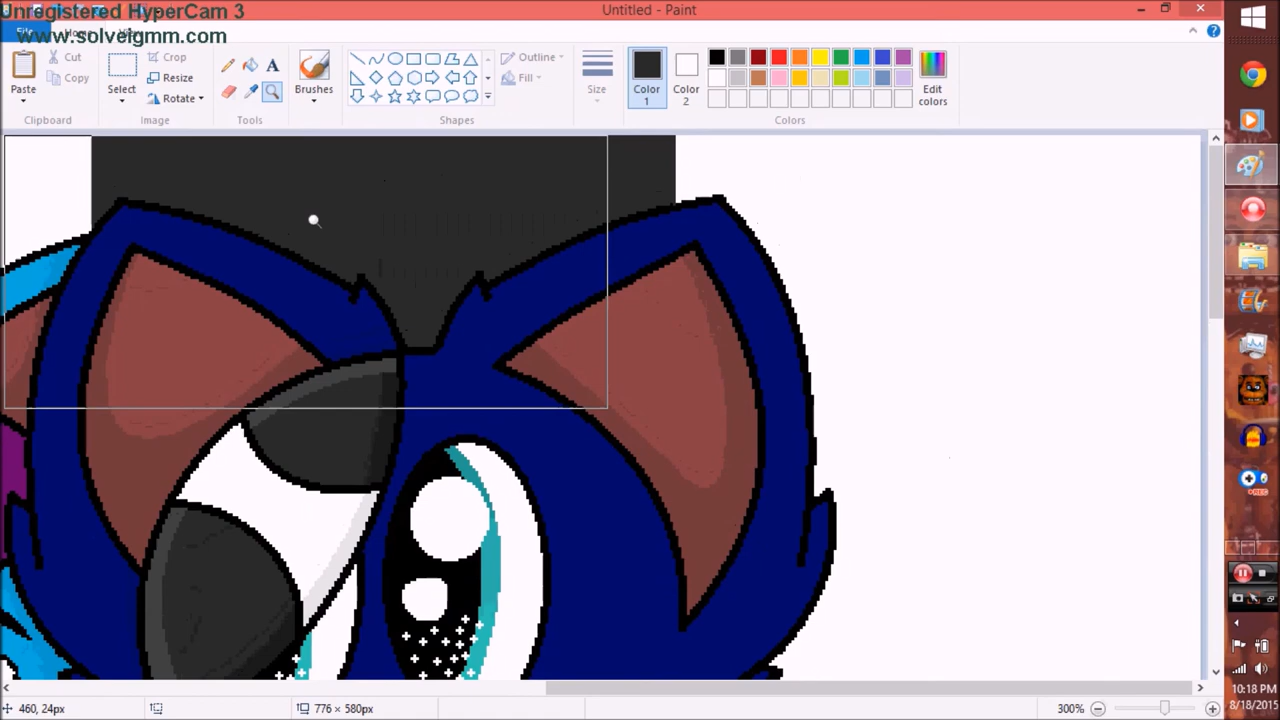 Unregistered HyperCam 3
www.solveigmm.com
Untitled - Paint
File
Paste
Cut
Copy
Select
Crop
Resize
Rotate
Brushes
Outline
Fill
Size
Color 1
Color 2
Edit colors
Clipboard
Image
Tools
Shapes
Colors
460, 24px
776 × 580px
300%
10:18 PM
8/18/2015